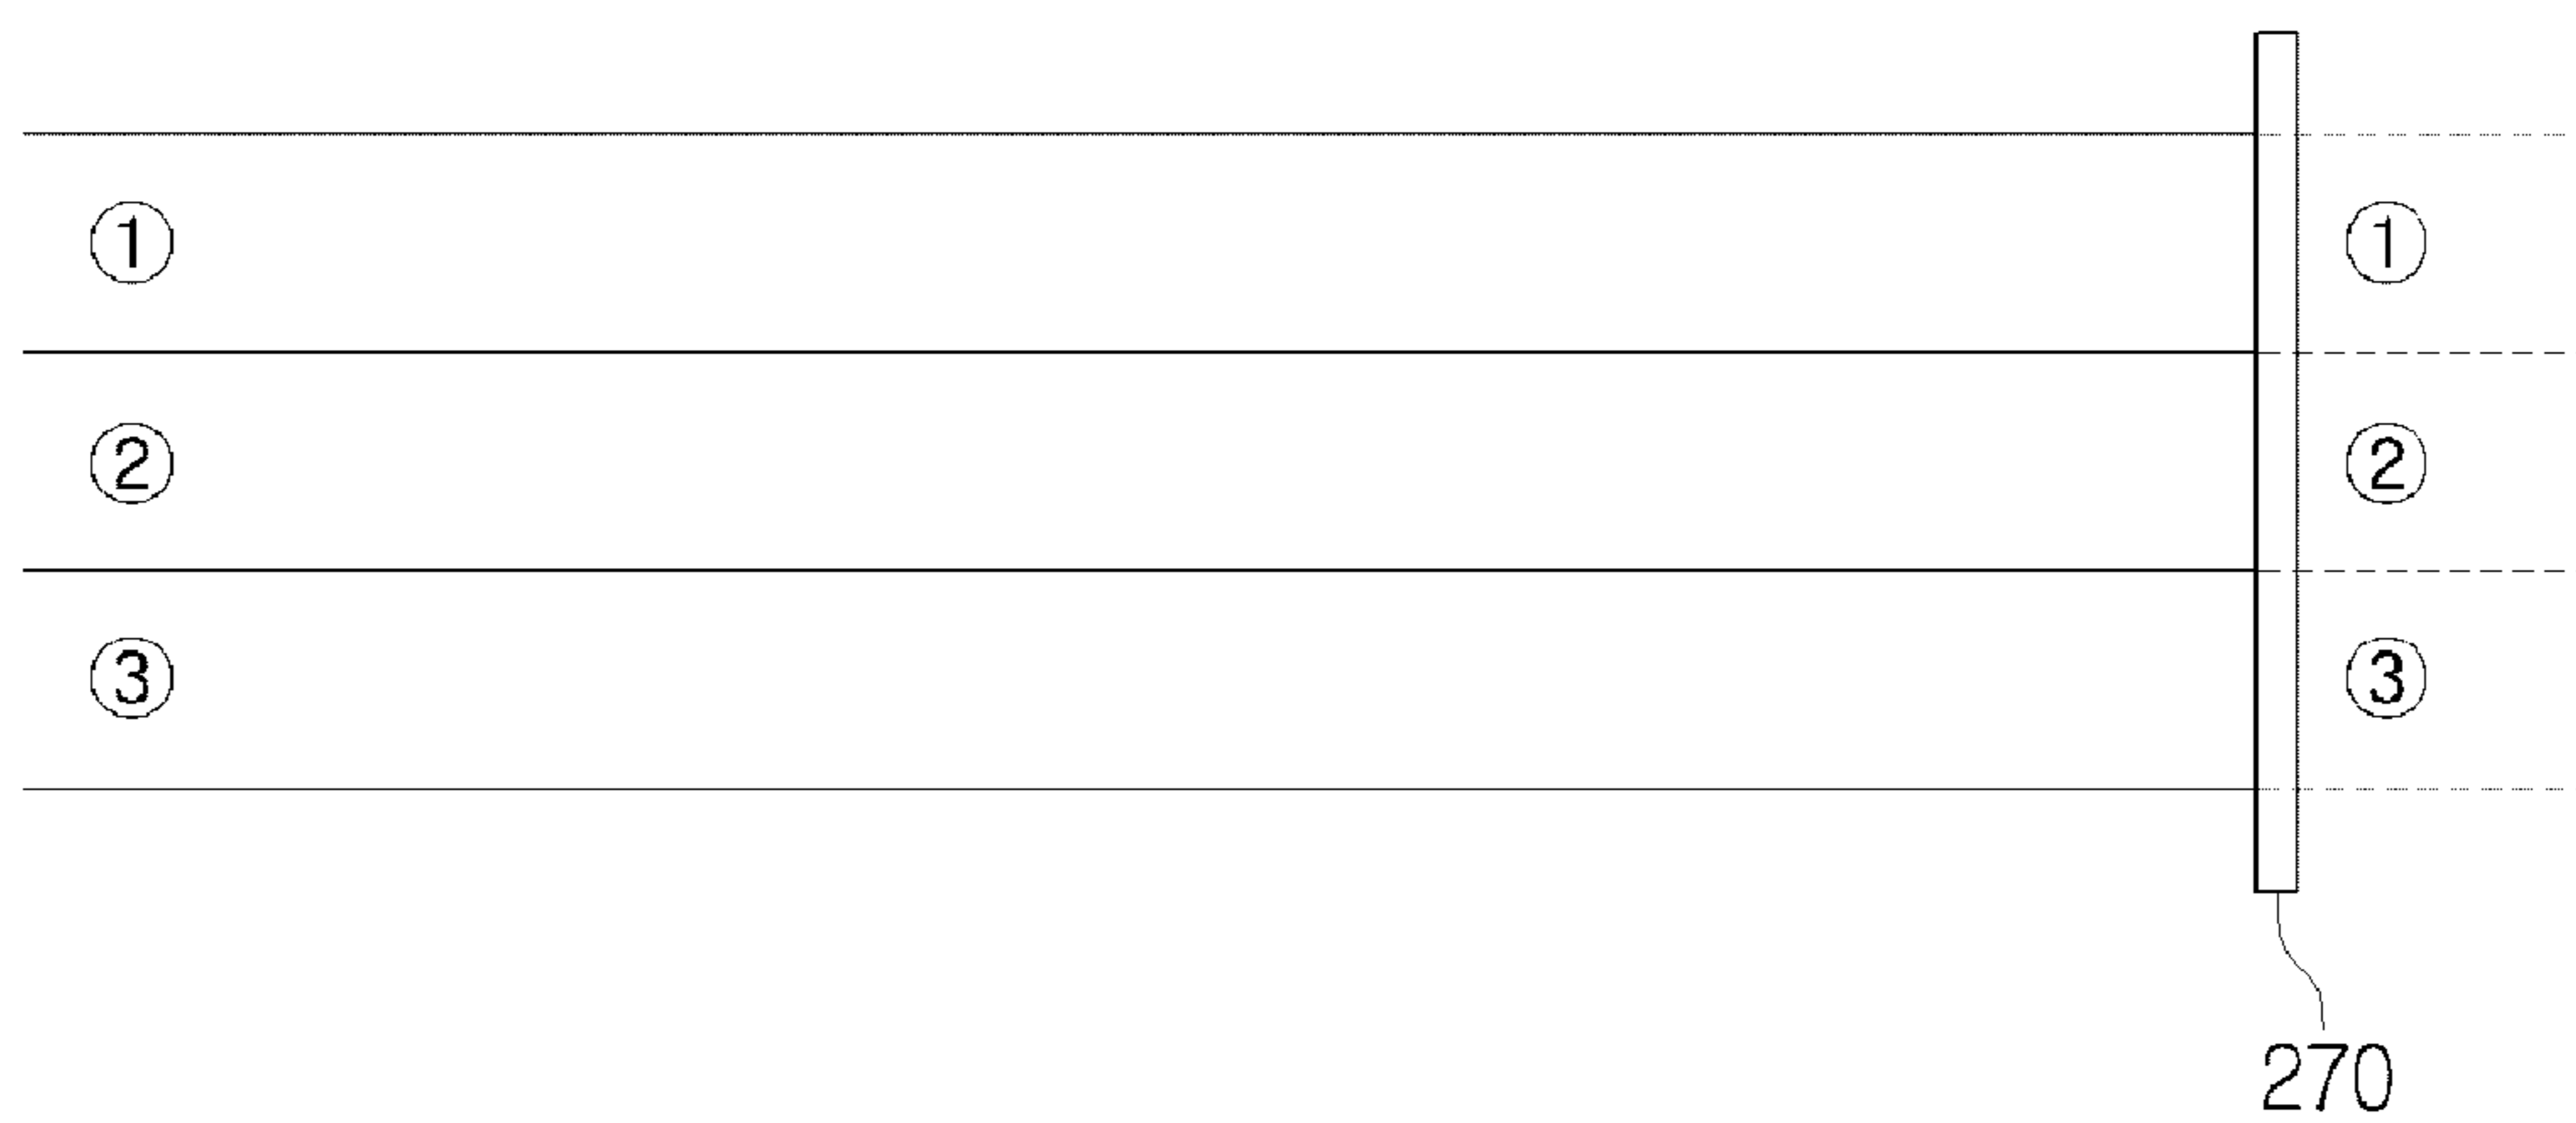 ① ①
② ②
③ ③
270